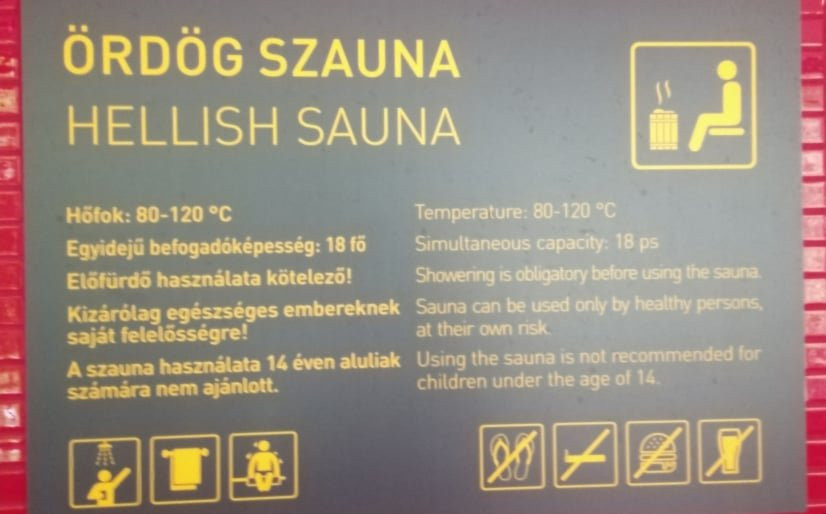 ÖRDÖG SZAUNA
HELLISH SAUNA
Hőfok: 80-120 °C
Egyidejű befogadóképesség: 18 fő
Előfürdő használata kötelező!
Kizárólag egészséges embereknek
saját felelősségre!
A szauna használata 14 éven aluliak
számára nem ajánlott.
Temperature: 80-120 °C
Simultaneous capacity: 18 ps
Showering is obligatory before using the sauna.
Sauna can be used only by healthy persons,
at their own risk.
Using the sauna is not recommended for
children under the age of 14.